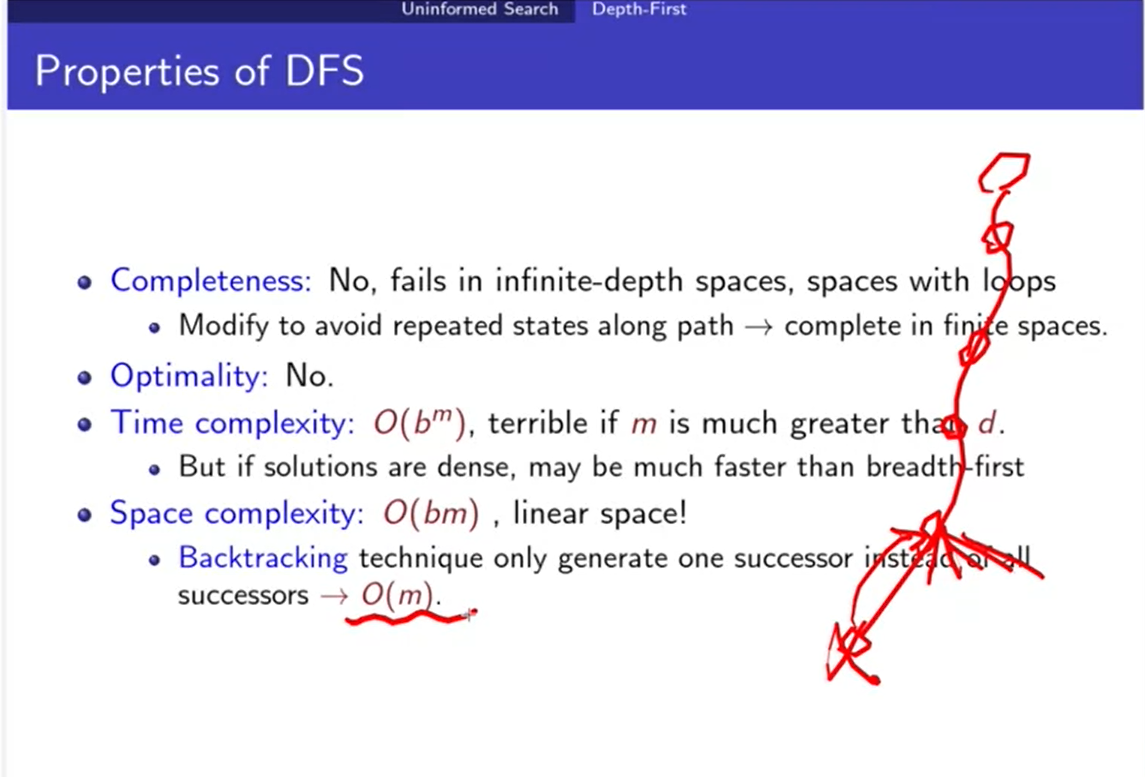 Uninformed Search Depth-First
Properties of DFS
Completeness: No, fails in infinite-depth spaces, spaces with loops
Modify to avoid repeated states along path → complete in finite spaces.
Optimality: No.
Time complexity: O(bᵐ), terrible if m is much greater than d.
But if solutions are dense, may be much faster than breadth-first
Space complexity: O(bm) , linear space!
Backtracking technique only generate one successor instead of all
successors → O(m).